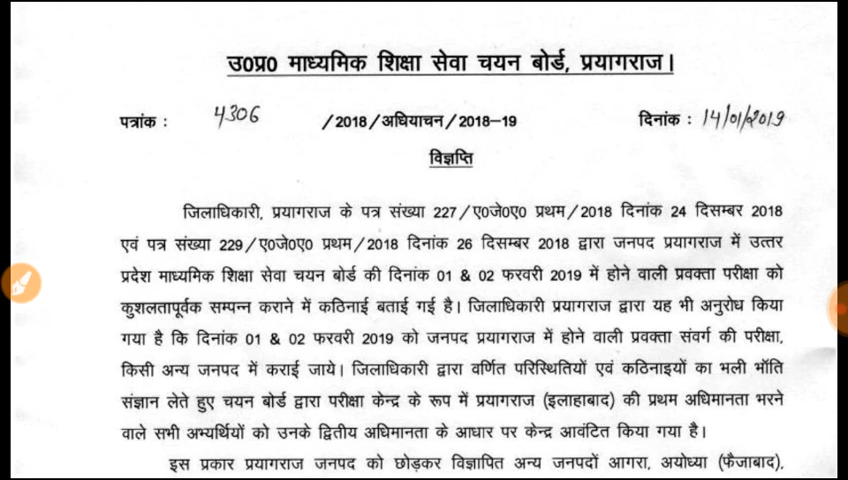 उ0प्र0 माध्यमिक शिक्षा सेवा चयन बोर्ड, प्रयागराज।
पत्रांक : 4306 /2018/अधियाचन/2018-19 दिनांक : 14/01/2019
विज्ञप्ति
जिलाधिकारी, प्रयागराज के पत्र संख्या 227/ए0जे0ए0 प्रथम/2018 दिनांक 24 दिसम्बर 2018
एवं पत्र संख्या 229/ए0जे0ए0 प्रथम/2018 दिनांक 26 दिसम्बर 2018 द्वारा जनपद प्रयागराज में उत्तर
प्रदेश माध्यमिक शिक्षा सेवा चयन बोर्ड की दिनांक 01 & 02 फरवरी 2019 में होने वाली प्रवक्ता परीक्षा को
कुशलतापूर्वक सम्पन्न कराने में कठिनाई बताई गई है। जिलाधिकारी प्रयागराज द्वारा यह भी अनुरोध किया
गया है कि दिनांक 01 & 02 फरवरी 2019 को जनपद प्रयागराज में होने वाली प्रवक्ता संवर्ग की परीक्षा,
किसी अन्य जनपद में कराई जाये। जिलाधिकारी द्वारा वर्णित परिस्थितियों एवं कठिनाइयों का भली भाँति
संज्ञान लेते हुए चयन बोर्ड द्वारा परीक्षा केन्द्र के रूप में प्रयागराज (इलाहाबाद) की प्रथम अधिमानता भरने
वाले सभी अभ्यर्थियों को उनके द्वितीय अधिमानता के आधार पर केन्द्र आवंटित किया गया है।
इस प्रकार प्रयागराज जनपद को छोड़कर विज्ञापित अन्य जनपदों आगरा, अयोध्या (फैजाबाद),